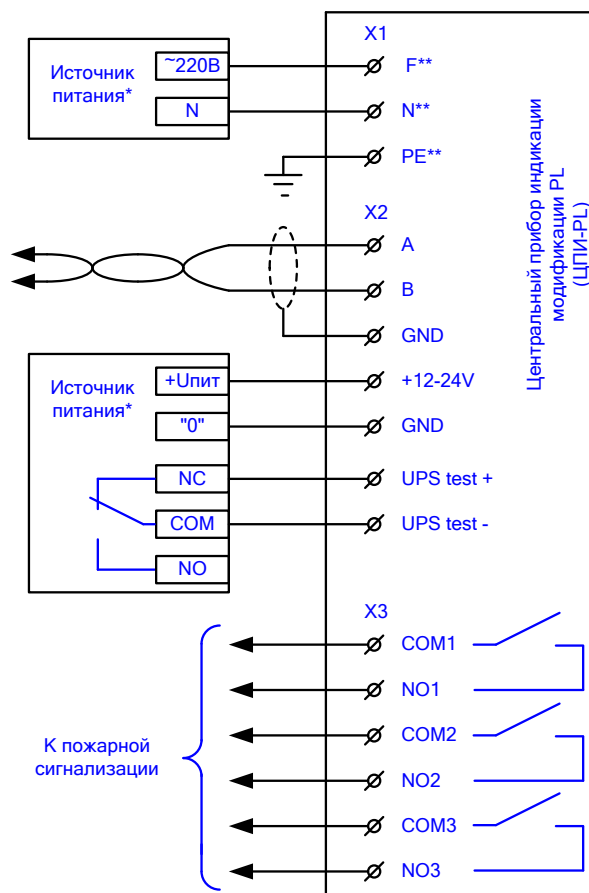 X1
Источник
питания*
~220В
N
F**
N**
PE**
Центральный прибор индикации
модификации PL
(ЦПИ-PL)
X2
A
B
GND
Источник
питания*
+Uпит
"0"
NC
COM
NO
+12-24V
GND
UPS test +
UPS test -
X3
К пожарной
сигнализации
COM1
NO1
COM2
NO2
COM3
NO3